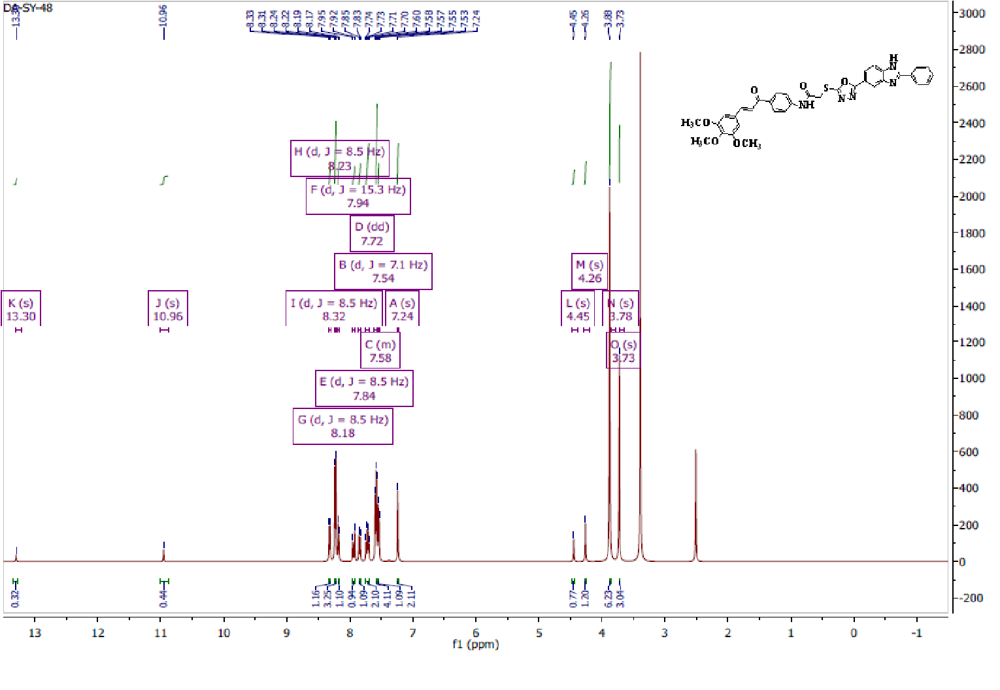 DA-SY-48
10.96
8.33
8.31
8.24
8.22
8.19
8.17
7.95
7.92
7.85
7.83
7.74
7.73
7.71
7.70
7.60
7.58
7.57
7.55
7.53
7.24
4.45
4.26
3.88
3.73
3000
2800
2600
2400
2200
2000
1800
1600
1400
1200
1000
800
600
400
200
0
-200
H
N
N
O
S
N
N
O
NH
O
H₃CO
H₃CO
OCH₃
H (d, J = 8.5 Hz)
8.23
F (d, J = 15.3 Hz)
7.94
D (dd)
7.72
B (d, J = 7.1 Hz)
7.54
M (s)
4.26
K (s)
13.30
J (s)
10.96
I (d, J = 8.5 Hz)
8.32
A (s)
7.24
L (s)
4.45
N (s)
3.78
C (m)
7.58
O (s)
3.73
E (d, J = 8.5 Hz)
7.84
G (d, J = 8.5 Hz)
8.18
0.32
0.44
1.16
3.25
1.10
0.94
1.09
2.10
4.11
1.09
2.11
0.77
1.20
6.23
3.04
13 12 11 10 9 8 7 6 5 4 3 2 1 0 -1
f1 (ppm)